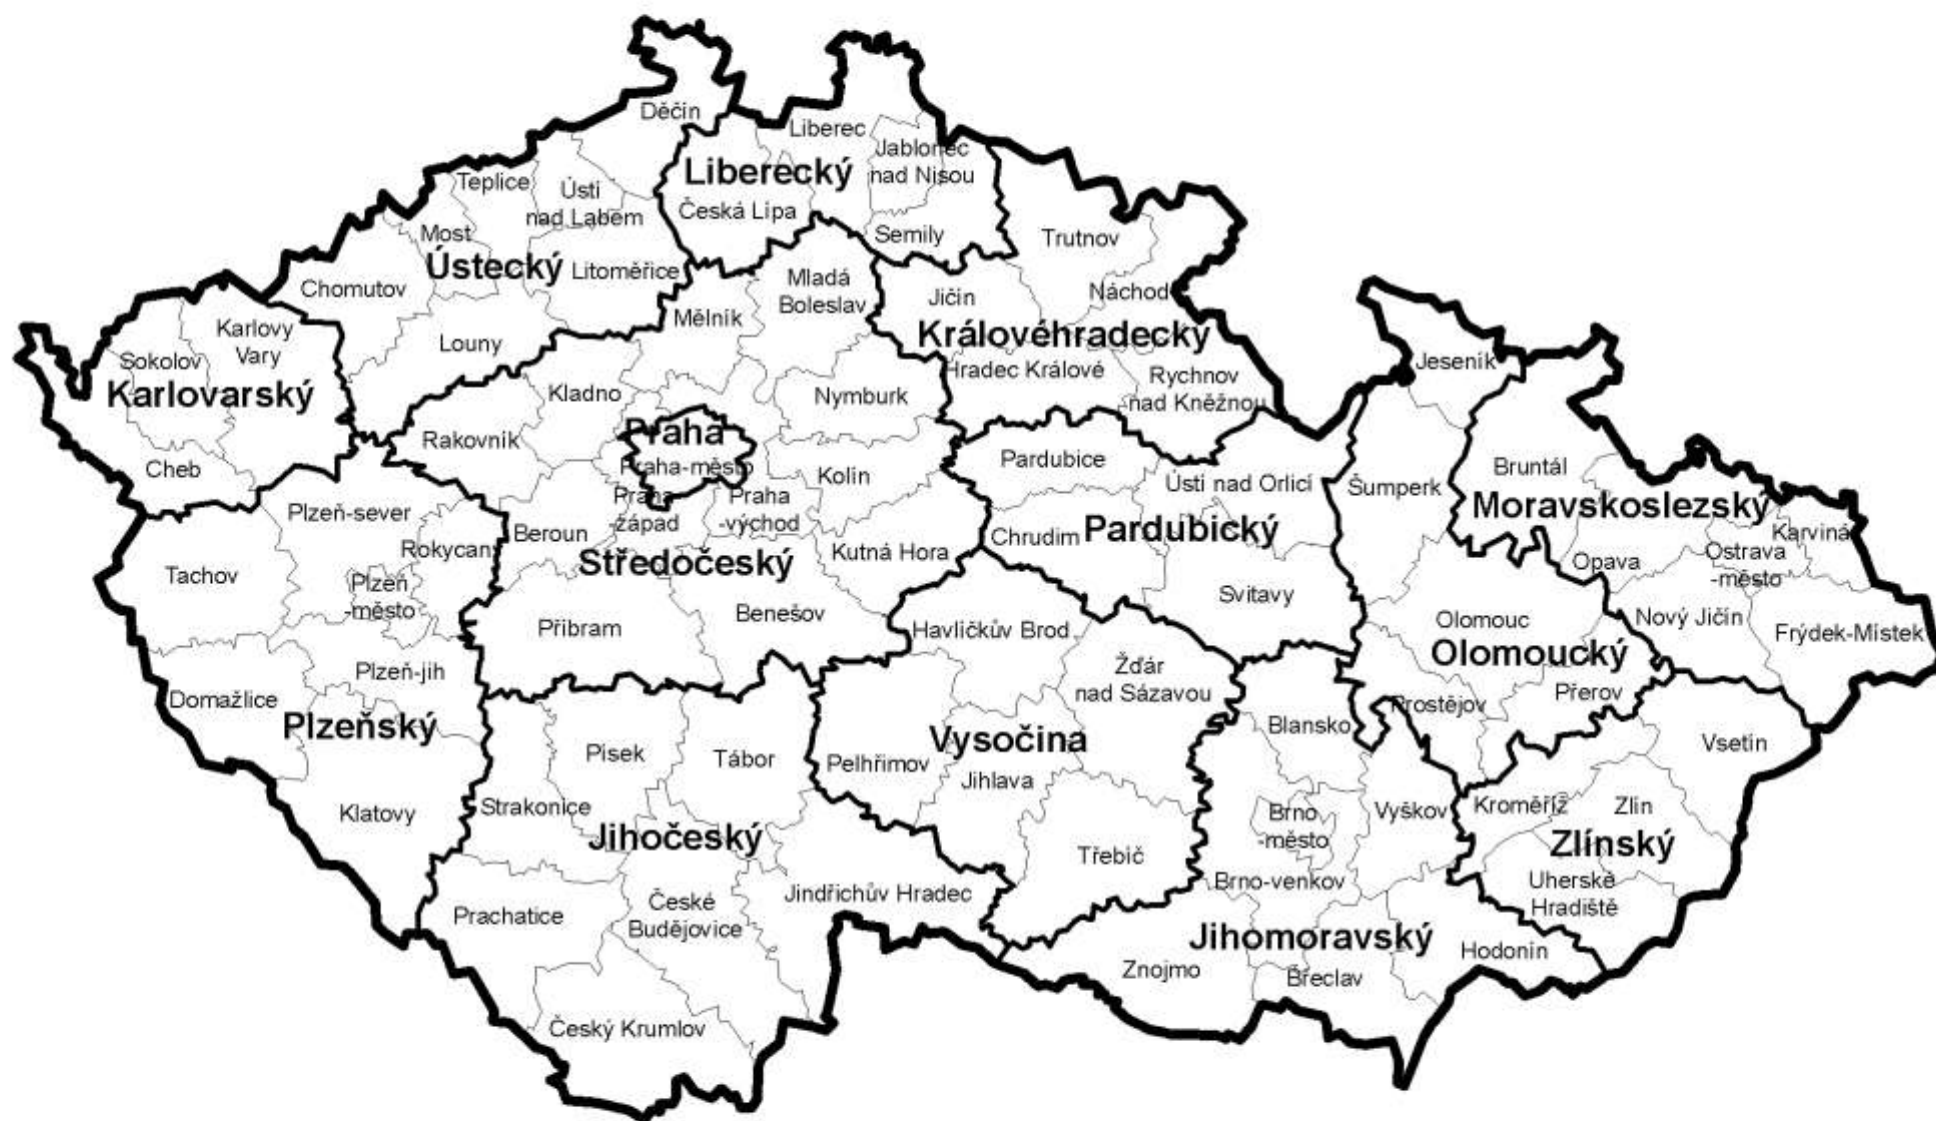 Děčín
Liberec
Jablonec
nad Nisou
Liberecký
Teplice
Ústí
nad Labem
Česká Lípa
Semily
Trutnov
Most
Ústecký
Litoměřice
Chomutov
Mladá
Boleslav
Jičín
Náchod
Mělník
Královéhradecký
Karlovy
Vary
Louny
Sokolov
Karlovarský
Jeseník
Hradec Králové
Rychnov
nad Kněžnou
Kladno
Nymburk
Rakovník
Praha
Praha-město
Cheb
Kolín
Pardubice
Ústí nad Orlicí
Šumperk
Bruntál
Moravskoslezský
Plzeň-sever
Praha
-západ
Praha
-východ
Beroun
Rokycany
Chrudim
Pardubický
Karviná
Ostrava
-město
Opava
Kutná Hora
Středočeský
Tachov
Plzeň
-město
Svitavy
Příbram
Benešov
Havlíčkův Brod
Olomouc
Nový Jičín
Frýdek-Místek
Olomoucký
Plzeň-jih
Žďár
nad Sázavou
Domažlice
Prostějov
Přerov
Plzeňský
Blansko
Vysočina
Písek
Tábor
Pelhřimov
Jihlava
Vsetín
Klatovy
Strakonice
Vyškov
Kroměříž
Zlín
Brno
-město
Jihočeský
Zlínský
Třebíč
Brno-venkov
Jindřichův Hradec
Uherské
Hradiště
Prachatice
České
Budějovice
Jihomoravský
Hodonín
Znojmo
Břeclav
Český Krumlov